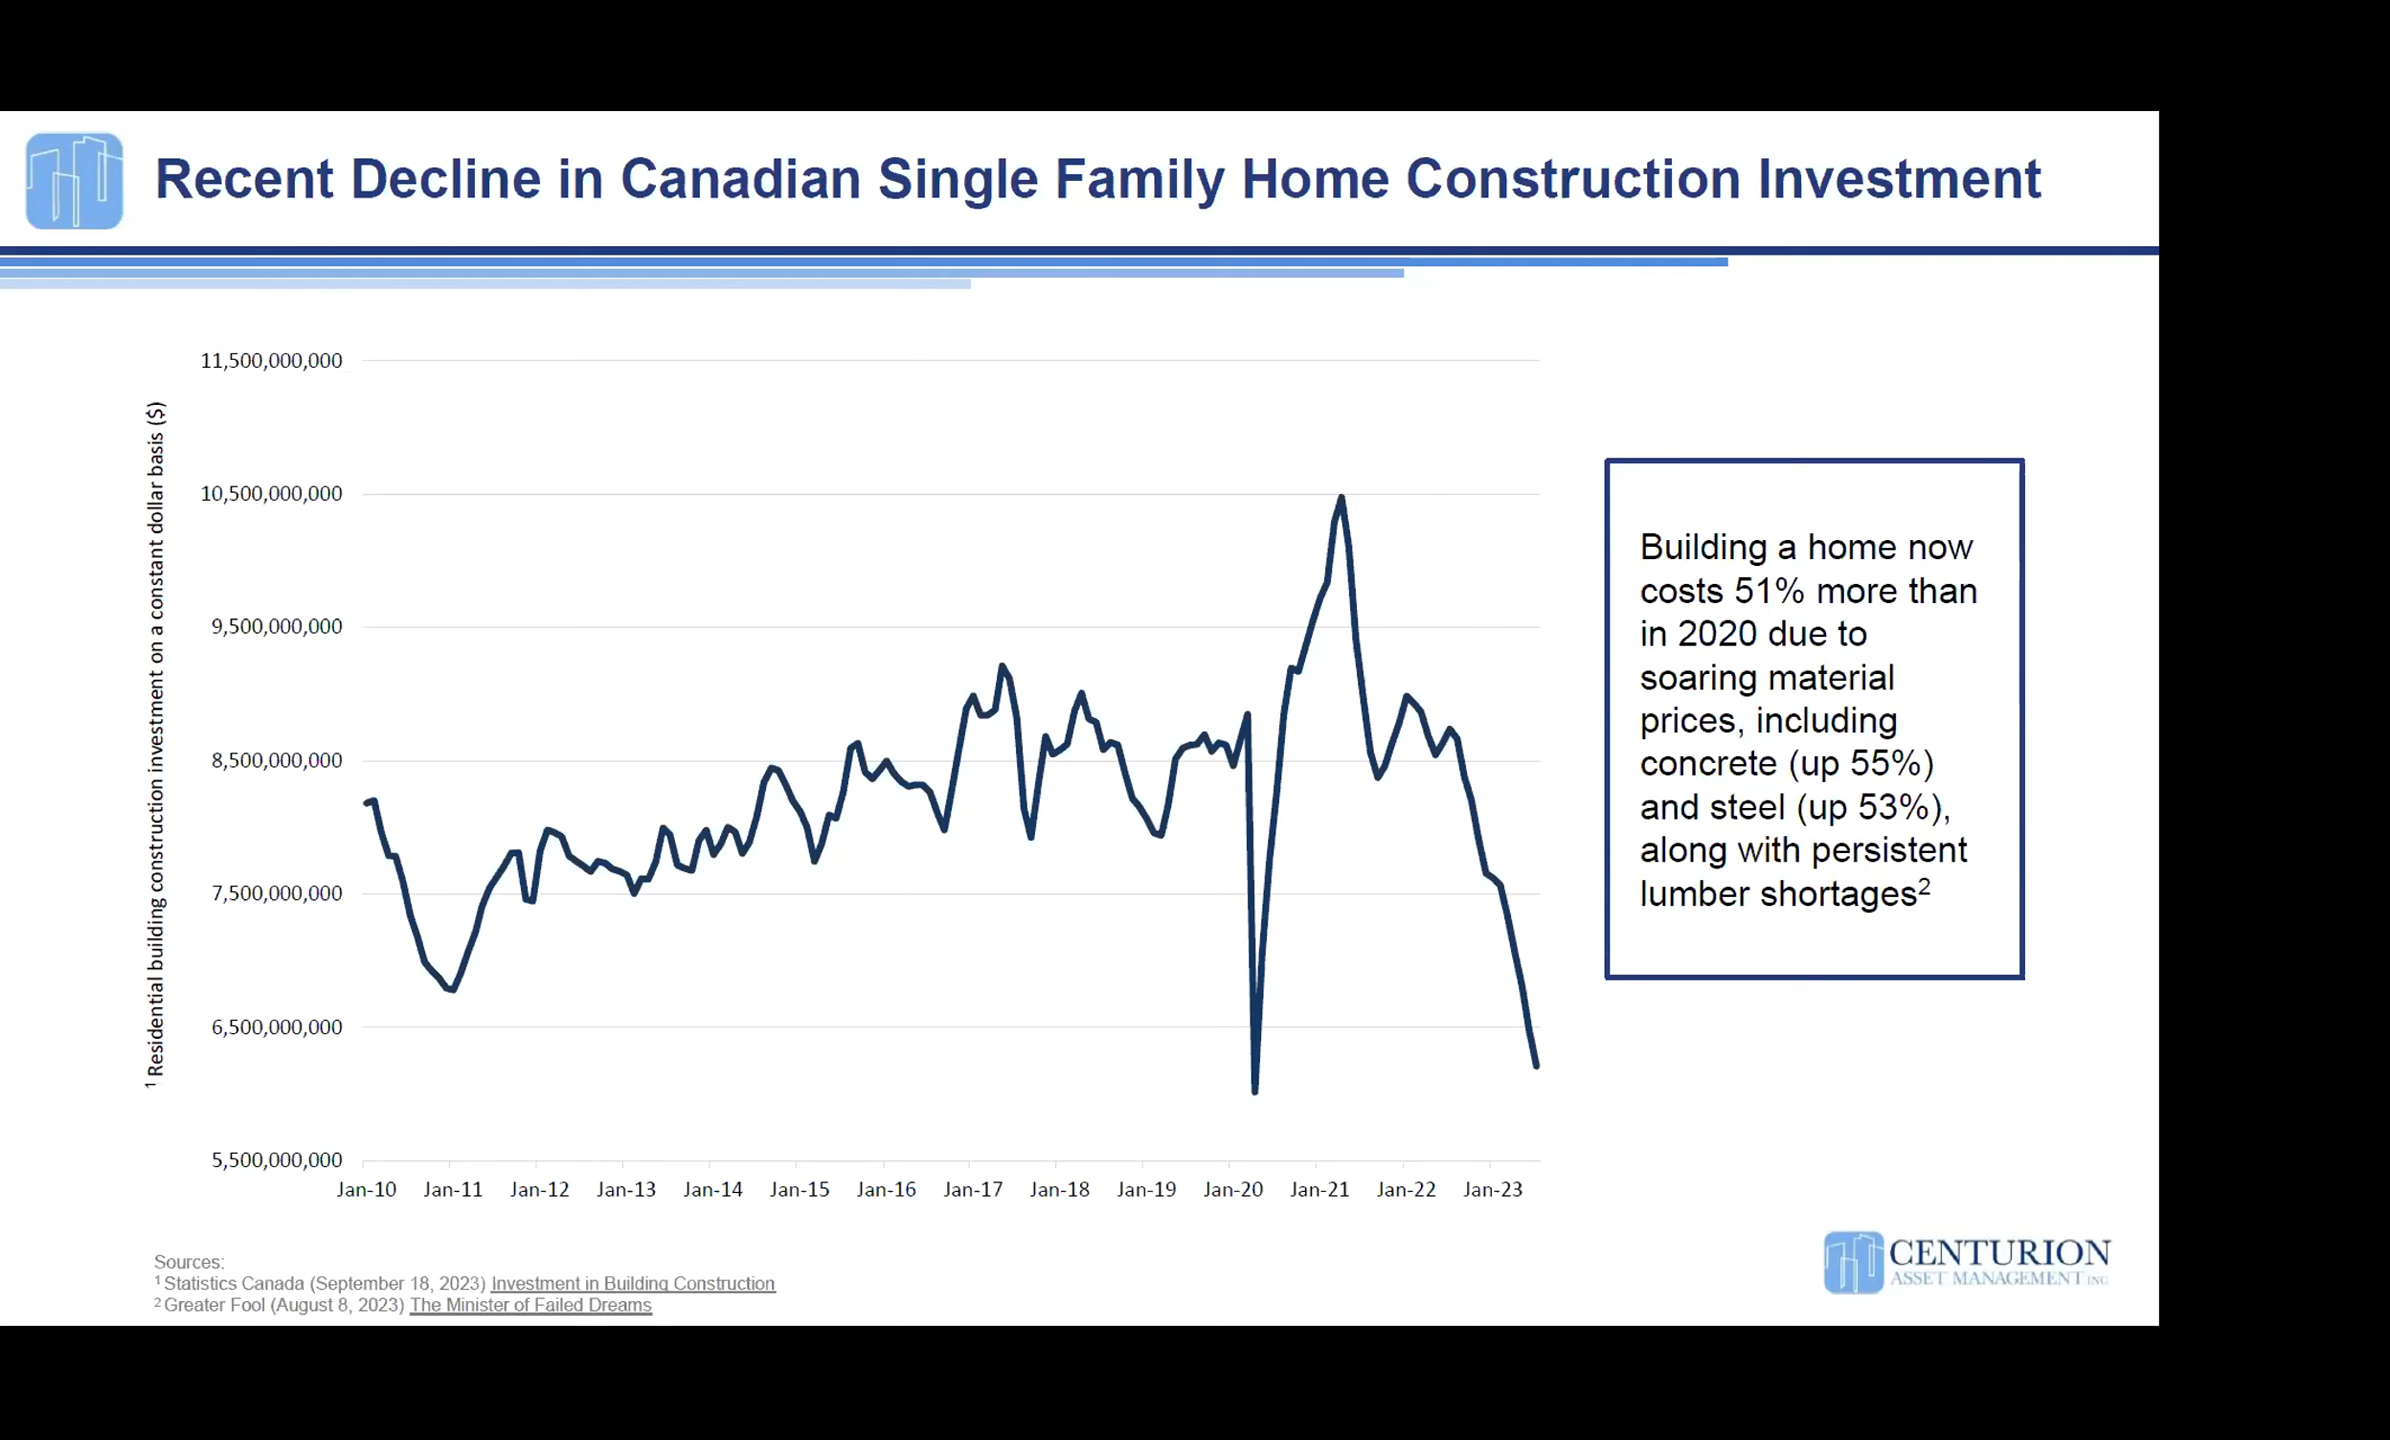 Recent Decline in Canadian Single Family Home Construction Investment
¹ Residential building construction investment on a constant dollar basis ($)
11,500,000,000
10,500,000,000
9,500,000,000
8,500,000,000
7,500,000,000
6,500,000,000
5,500,000,000
Jan-10 Jan-11 Jan-12 Jan-13 Jan-14 Jan-15 Jan-16 Jan-17 Jan-18 Jan-19 Jan-20 Jan-21 Jan-22 Jan-23
Building a home now
costs 51% more than
in 2020 due to
soaring material
prices, including
concrete (up 55%)
and steel (up 53%),
along with persistent
lumber shortages²
Sources:
¹ Statistics Canada (September 18, 2023) Investment in Building Construction
² Greater Fool (August 8, 2023) The Minister of Failed Dreams
CENTURION
ASSET MANAGEMENT INC